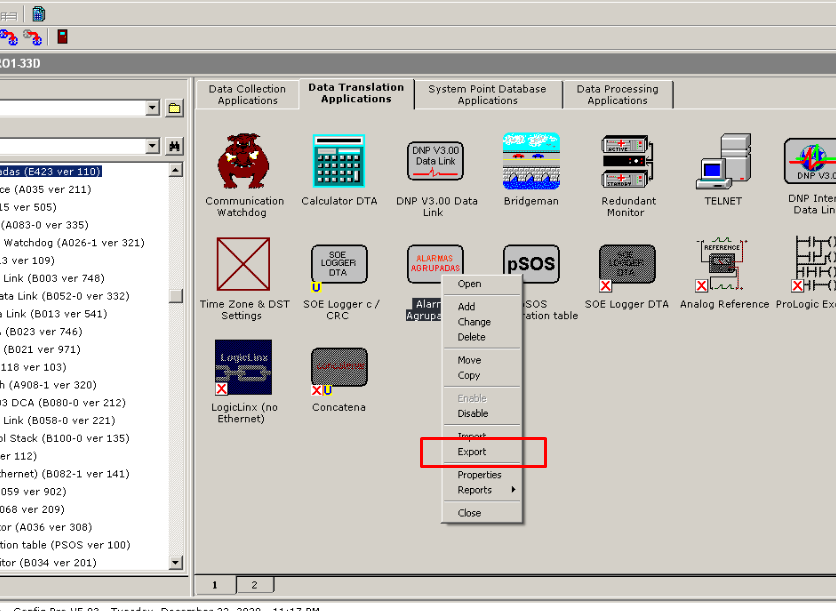 RO1-33D
Data Collection
Applications
Data Translation
Applications
System Point Database
Applications
Data Processing
Applications
adas (E423 ver 110)
ce (A035 ver 211)
15 ver 505)
(A083-0 ver 335)
Watchdog (A026-1 ver 321)
.3 ver 109)
Link (B003 ver 748)
ata Link (B052-0 ver 332)
a Link (B013 ver 541)
(B023 ver 746)
(B021 ver 971)
118 ver 103)
h (A908-1 ver 320)
03 DCA (B080-0 ver 212)
Link (B058-0 ver 221)
ol Stack (B100-0 ver 135)
er 112)
hernet) (B082-1 ver 141)
059 ver 902)
068 ver 209)
tor (A036 ver 308)
tion table (PSOS ver 100)
itor (B034 ver 201)
Communication
Watchdog
Calculator DTA
DNP V3.00
Data Link
DNP V3.00 Data
Link
Bridgeman
ACTIVE
STANDBY
Redundant
Monitor
TELNET
DNP V3.0
DNP Inter
Data Lin
Time Zone & DST
Settings
SOE
LOGGER
DTA
U
SOE Logger c/
CRC
ALARMAS
AGRUPADAS
Alarm
Agrupa
pSOS
pSOS
ration table
SOE
LOGGER
DTA
X
SOE Logger DTA
REFERENCE
X
Analog Reference
X
ProLogic Exe
LogicLinx
X
LogicLinx (no
Ethernet)
Concatena
X U
Concatena
Open
Add
Change
Delete
Move
Copy
Enable
Disable
Import
Export
Properties
Reports
Close
1
2
Config Pro VE.03 - Tuesday, December 22, 2020 - 11:17 PM